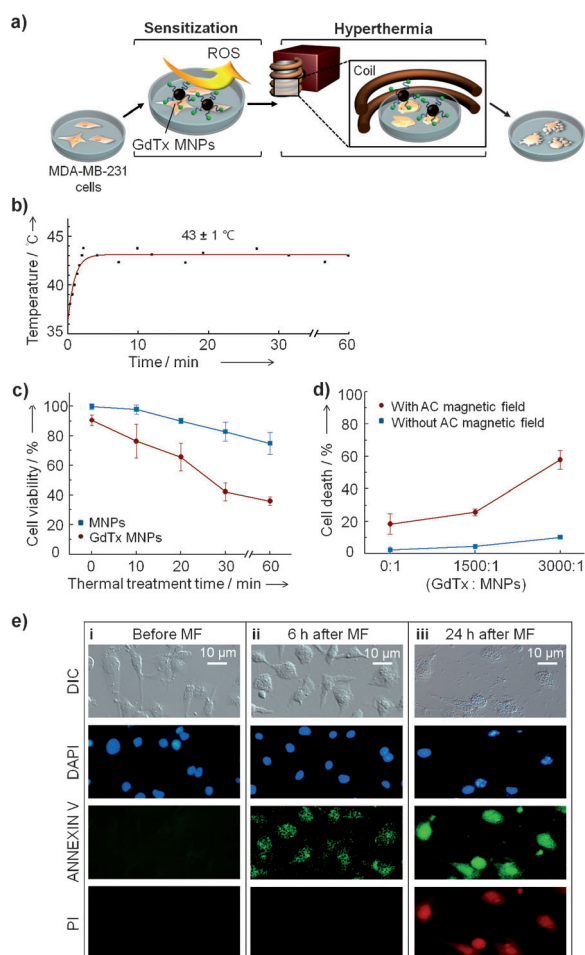 a)
Sensitization
Hyperthermia
ROS
Coil
GdTx MNPs
MDA-MB-231
cells
b)
Temperature / ℃
43 ± 1 ℃
45
40
35
0 10 20 30 60
Time / min
c)
Cell viability / %
100
80
60
40
20
MNPs
GdTx MNPs
0 10 20 30 60
Thermal treatment time / min
d)
Cell death / %
100
80
60
40
20
0
With AC magnetic field
Without AC magnetic field
0:1 1500:1 3000:1
(GdTx : MNPs)
e)
i Before MF
ii 6 h after MF
iii 24 h after MF
DIC
10 µm
10 µm
10 µm
DAPI
ANNEXIN V
PI